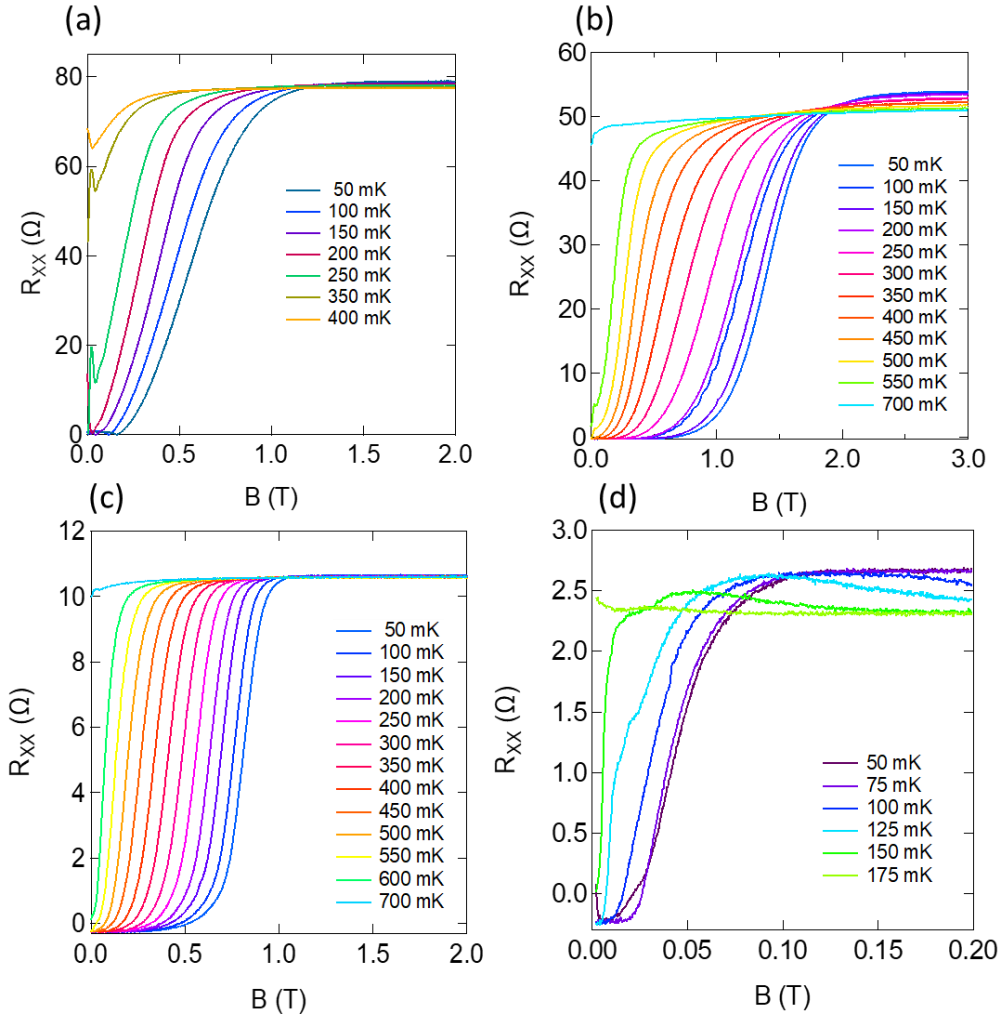 (a)
80
60
40
20
0
R_XX (Ω)
50 mK
100 mK
150 mK
200 mK
250 mK
350 mK
400 mK
0.0 0.5 1.0 1.5 2.0
B (T)
(b)
60
50
40
30
20
10
0
R_XX (Ω)
50 mK
100 mK
150 mK
200 mK
250 mK
300 mK
350 mK
400 mK
450 mK
500 mK
550 mK
700 mK
0.0 1.0 2.0 3.0
B (T)
(c)
12
10
8
6
4
2
0
R_XX (Ω)
50 mK
100 mK
150 mK
200 mK
250 mK
300 mK
350 mK
400 mK
450 mK
500 mK
550 mK
600 mK
700 mK
0.0 0.5 1.0 1.5 2.0
B (T)
(d)
3.0
2.5
2.0
1.5
1.0
0.5
0.0
R_XX (Ω)
50 mK
75 mK
100 mK
125 mK
150 mK
175 mK
0.00 0.05 0.10 0.15 0.20
B (T)